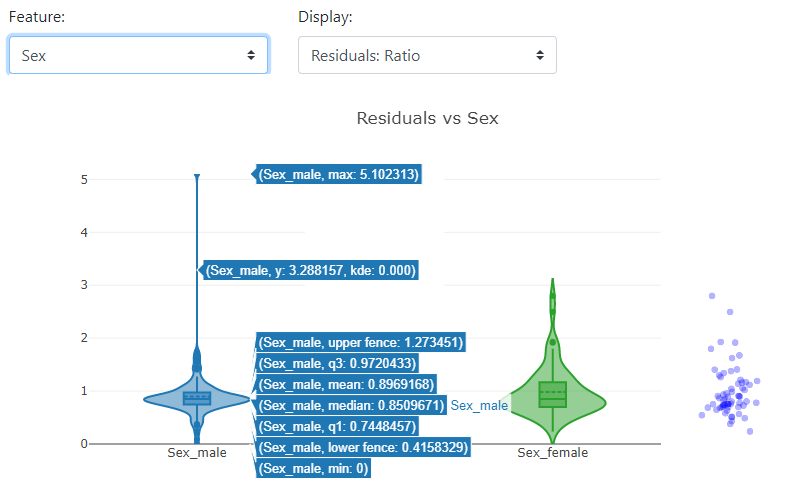 Feature: Display:
Sex Residuals: Ratio
Residuals vs Sex
5
(Sex_male, max: 5.102313)
4
(Sex_male, y: 3.288157, kde: 0.000)
3
2
(Sex_male, upper fence: 1.273451)
(Sex_male, q3: 0.9720433)
(Sex_male, mean: 0.8969168)
1
(Sex_male, median: 0.8509671) Sex_male
(Sex_male, q1: 0.7448457)
0
(Sex_male, lower fence: 0.4158329)
Sex_male Sex_female
(Sex_male, min: 0)